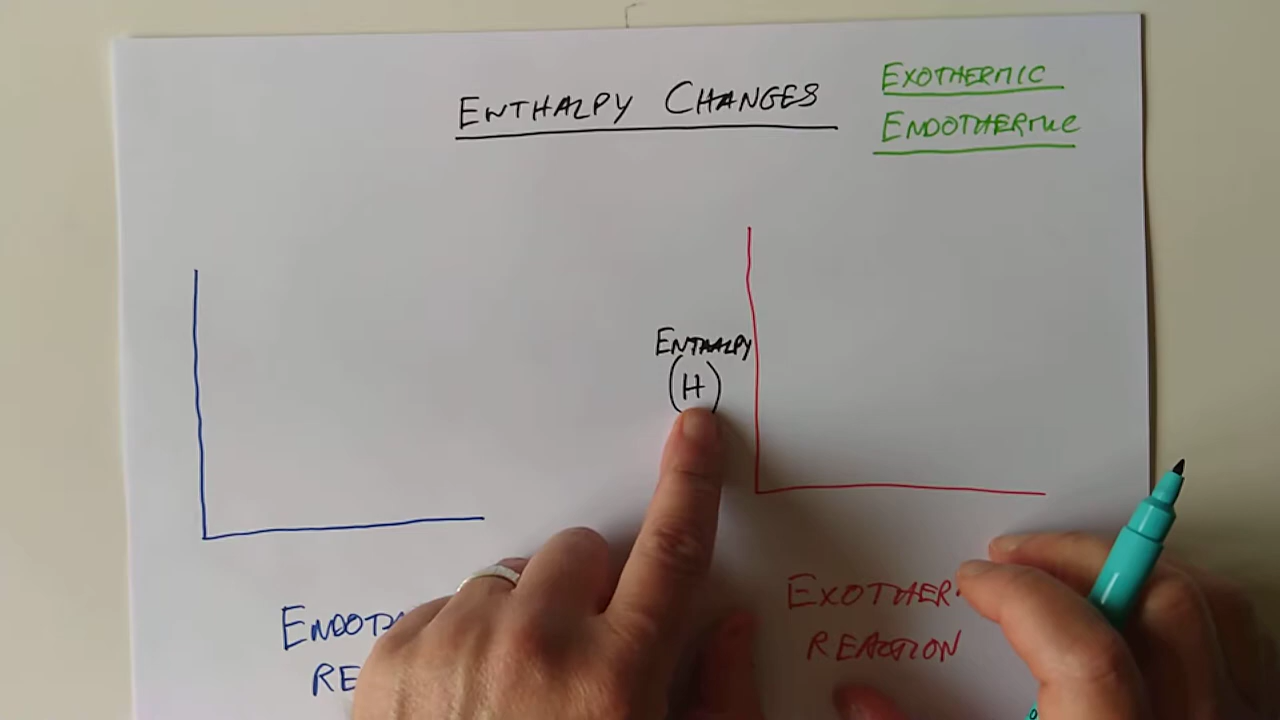 ENTHALPY CHANGES
EXOTHERMIC
ENDOTHERMIC
ENTHALPY
(H)
EXOTHER
REACTION